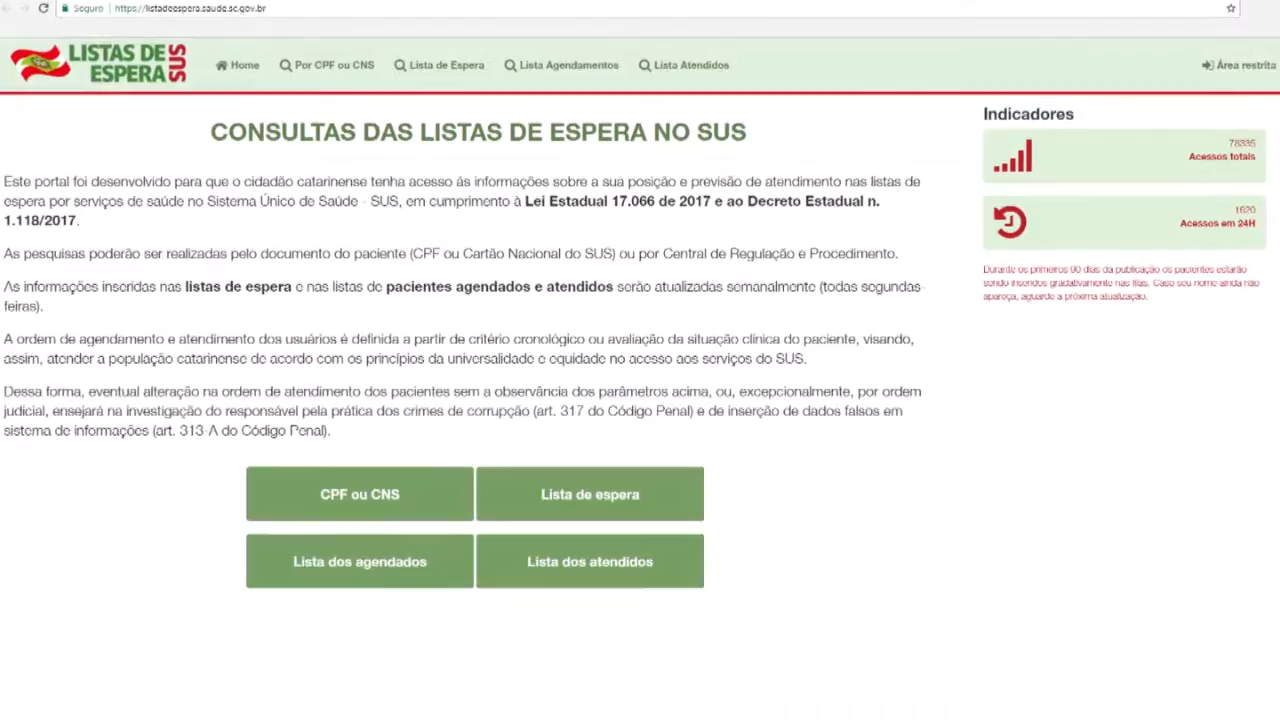 Seguro | https://listadeespera.saude.sc.gov.br
LISTAS DE
ESPERA
SUS
Home
Por CPF ou CNS
Lista de Espera
Lista Agendamentos
Lista Atendidos
Área restrita
CONSULTAS DAS LISTAS DE ESPERA NO SUS
Indicadores
78335
Acessos totais
1620
Acessos em 24H
Durante os primeiros 90 dias da publicação os pacientes estarão
sendo inseridos gradativamente nas filas. Caso seu nome ainda não
apareça, aguarde a próxima atualização.
Este portal foi desenvolvido para que o cidadão catarinense tenha acesso ás informações sobre a sua posição e previsão de atendimento nas listas de
espera por serviços de saúde no Sistema Único de Saúde - SUS, em cumprimento à Lei Estadual 17.066 de 2017 e ao Decreto Estadual n.
1.118/2017.
As pesquisas poderão ser realizadas pelo documento do paciente (CPF ou Cartão Nacional do SUS) ou por Central de Regulação e Procedimento.
As informações inseridas nas listas de espera e nas listas de pacientes agendados e atendidos serão atualizadas semanalmente (todas segundas-
feiras).
A ordem de agendamento e atendimento dos usuários é definida a partir de critério cronológico ou avaliação da situação clínica do paciente, visando,
assim, atender a população catarinense de acordo com os princípios da universalidade e equidade no acesso aos serviços do SUS.
Dessa forma, eventual alteração na ordem de atendimento dos pacientes sem a observância dos parâmetros acima, ou, excepcionalmente, por ordem
judicial, ensejará na investigação do responsável pela prática dos crimes de corrupção (art. 317 do Código Penal) e de inserção de dados falsos em
sistema de informações (art. 313-A do Código Penal).
CPF ou CNS
Lista de espera
Lista dos agendados
Lista dos atendidos